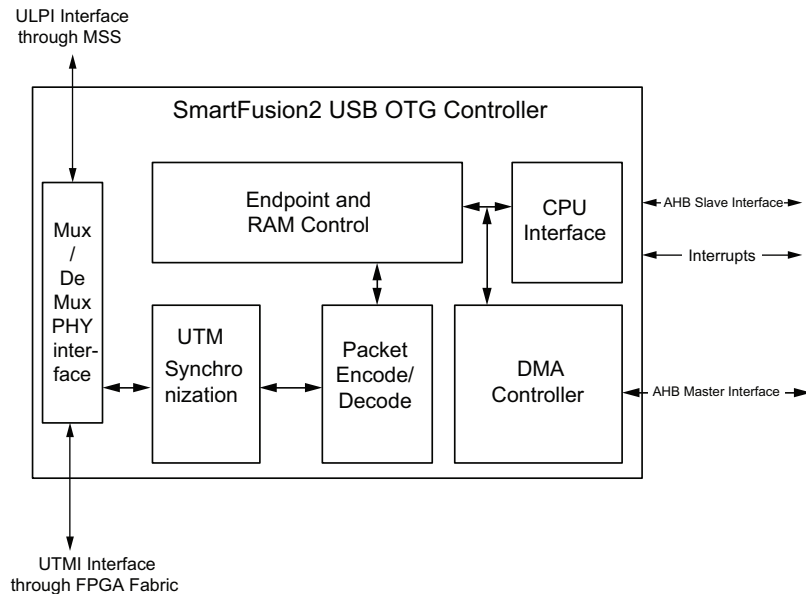 ULPI Interface
through MSS
SmartFusion2 USB OTG Controller
Endpoint and
RAM Control
CPU
Interface
AHB Slave Interface
Interrupts
Mux
/
De
Mux
PHY
inter-
face
UTM
Synchro
nization
Packet
Encode/
Decode
DMA
Controller
AHB Master Interface
UTMI Interface
through FPGA Fabric